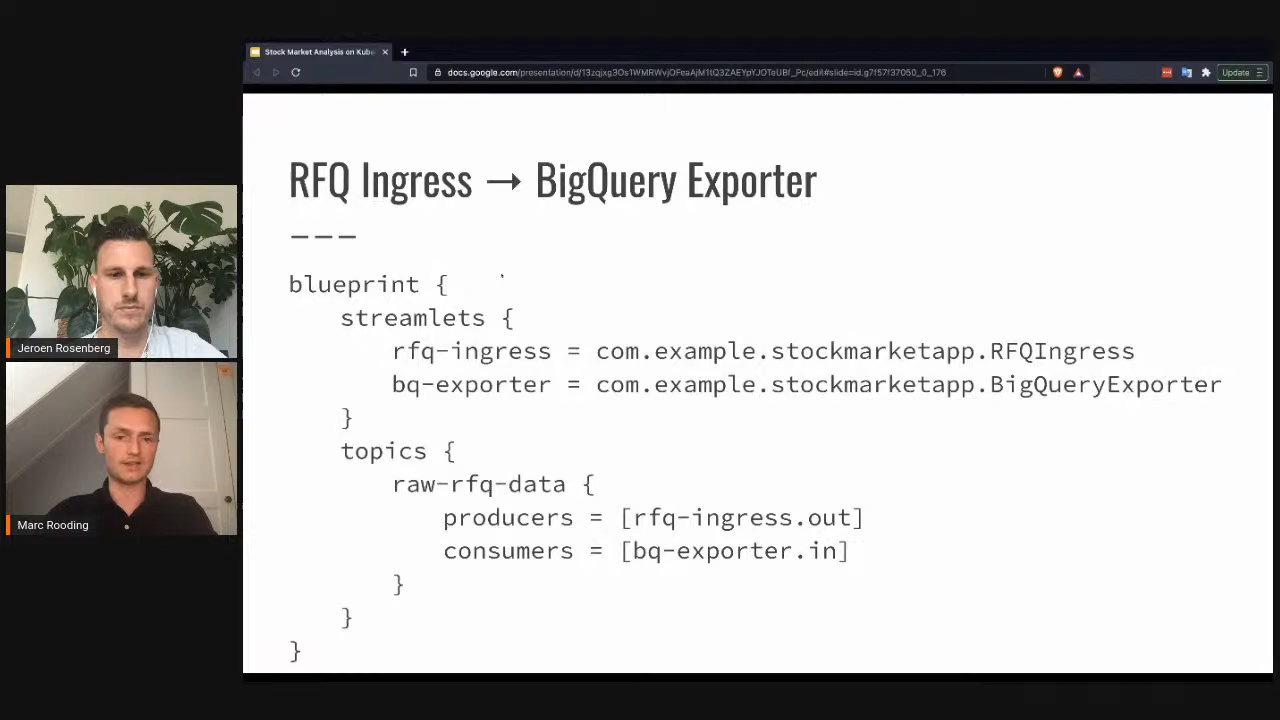 Stock Market Analysis on Kube
docs.google.com/presentation/d/13zqjxg3Os1WMRWvjOFeaAjM1tQ3ZAEYpYJOTeUBf_Pc/edit#slide=id.g7f57f37050_0_176
Update
RFQ Ingress → BigQuery Exporter
blueprint {
streamlets {
rfq-ingress = com.example.stockmarketapp.RFQIngress
bq-exporter = com.example.stockmarketapp.BigQueryExporter
}
topics {
raw-rfq-data {
producers = [rfq-ingress.out]
consumers = [bq-exporter.in]
}
}
}
Jeroen Rosenberg
Marc Rooding